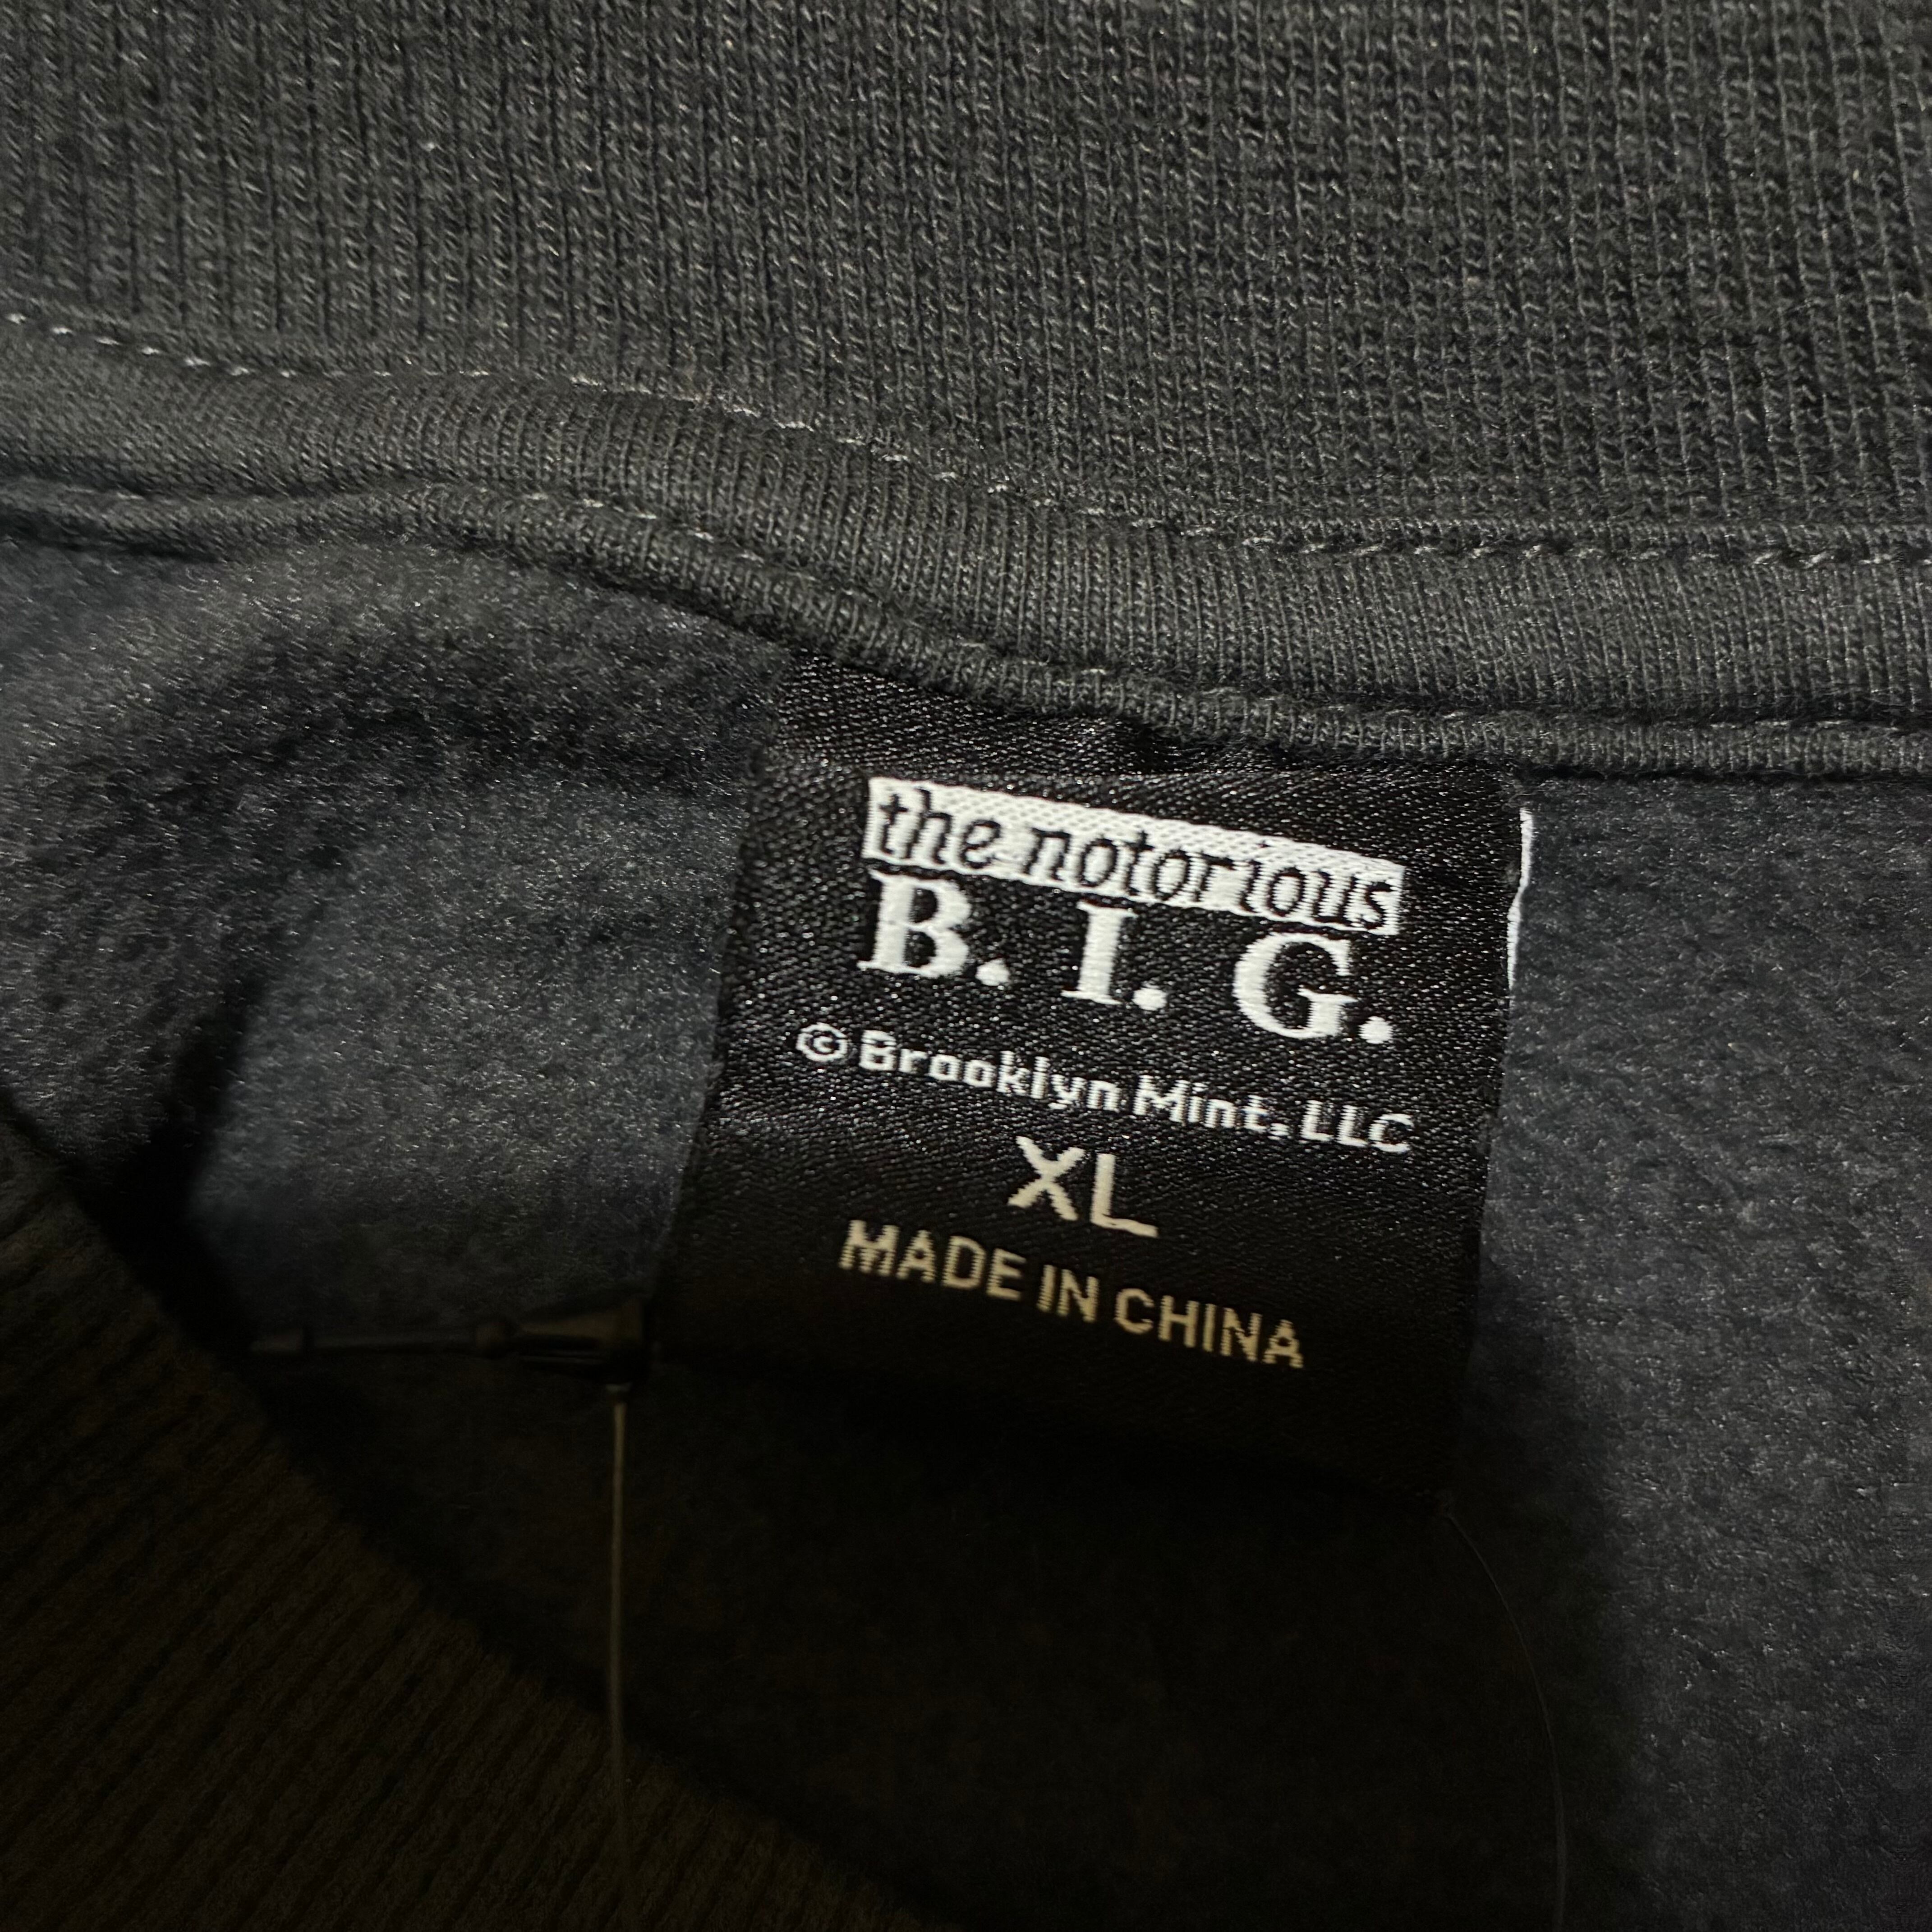 the notorious
B. I. G.
© Brooklyn Mint, LLC
XL
MADE IN CHINA